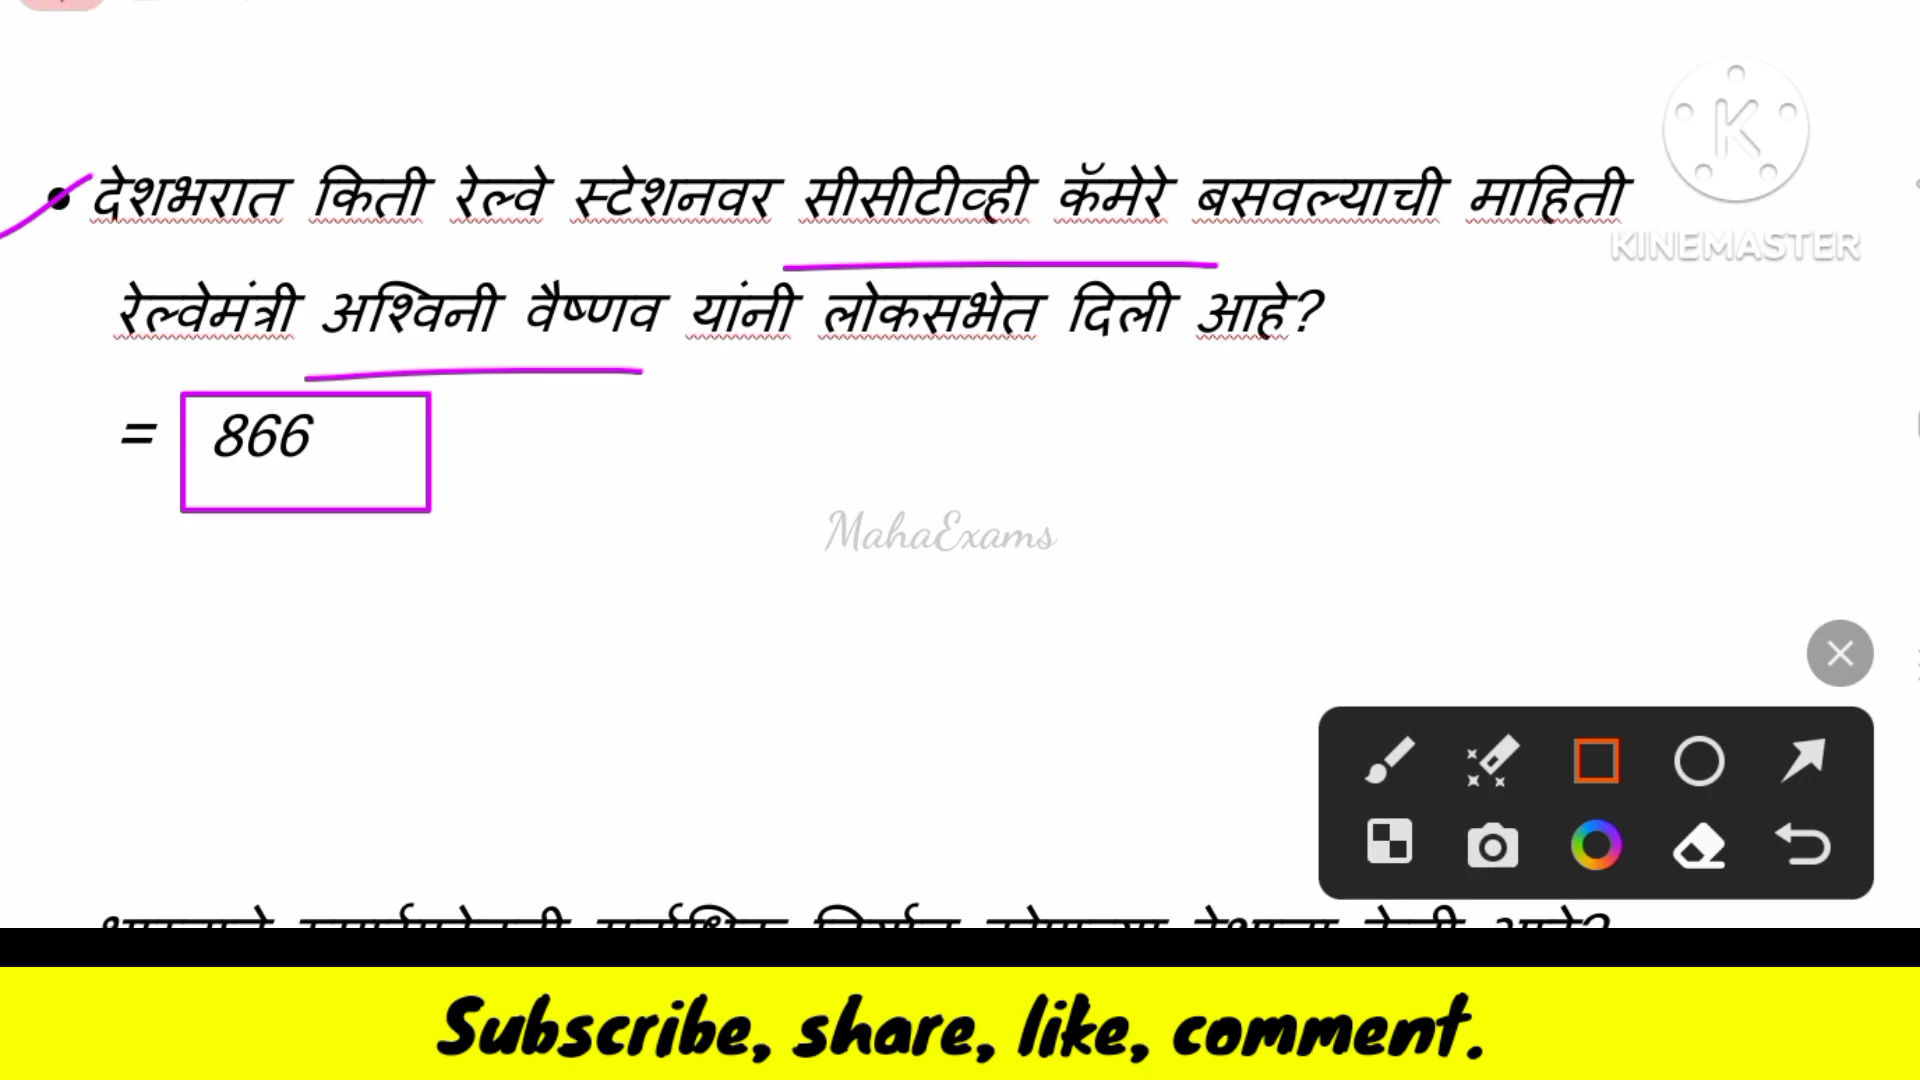 देशभरात किती रेल्वे स्टेशनवर सीसीटीव्ही कॅमेरे बसवल्याची माहिती
रेल्वेमंत्री अश्विनी वैष्णव यांनी लोकसभेत दिली आहे?
= 866
KINEMASTER
MahaExams
Subscribe, share, like, comment.